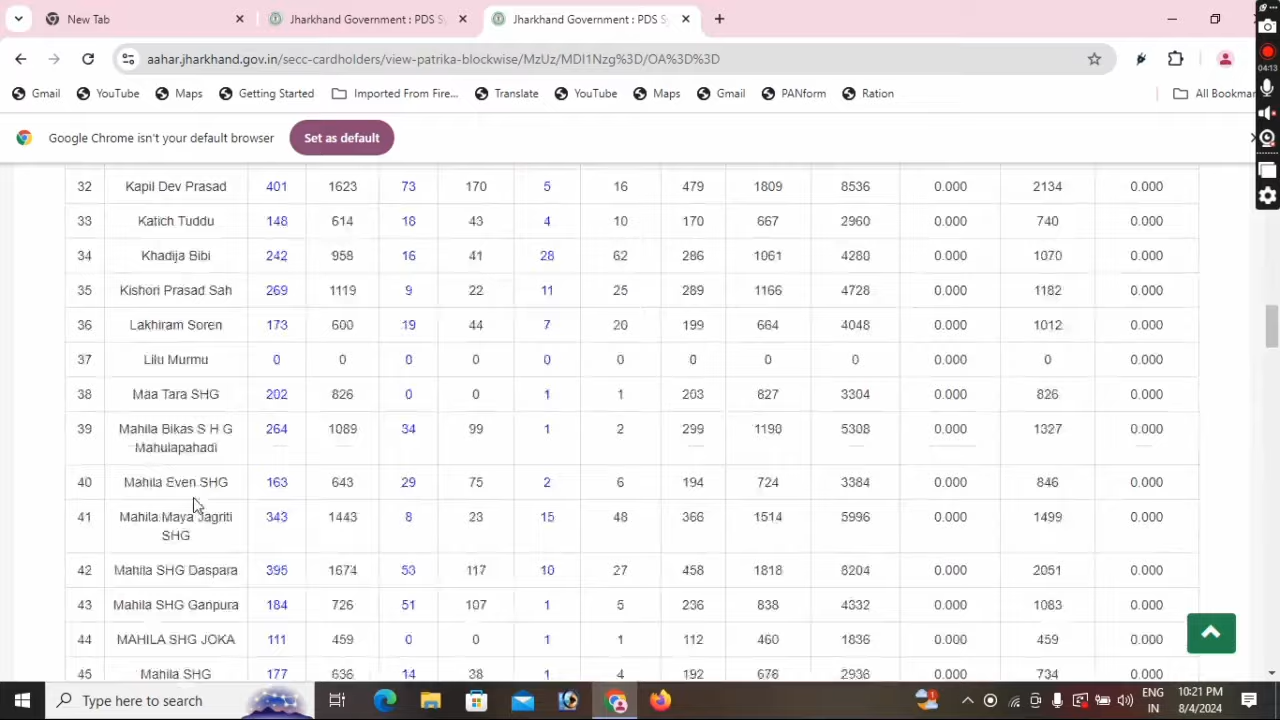 New Tab
Jharkhand Government : PDS S
Jharkhand Government : PDS S
aahar.jharkhand.gov.in/secc-cardholders/view-patrika-blockwise/MzUz/MDI1Nzg%3D/OA%3D%3D
Gmail YouTube Maps Getting Started Imported From Fire... Translate YouTube Maps Gmail PANform Ration All Bookmar
04:13
Google Chrome isn't your default browser Set as default
32 Kapil Dev Prasad 401 1623 73 170 5 16 479 1809 8536 0.000 2134 0.000
33 Katich Tuddu 148 614 18 43 4 10 170 667 2960 0.000 740 0.000
34 Khadija Bibi 242 958 16 41 28 62 286 1061 4280 0.000 1070 0.000
35 Kishori Prasad Sah 269 1119 9 22 11 25 289 1166 4728 0.000 1182 0.000
36 Lakhiram Soren 173 600 19 44 7 20 199 664 4048 0.000 1012 0.000
37 Lilu Murmu 0 0 0 0 0 0 0 0 0 0.000 0 0.000
38 Maa Tara SHG 202 826 0 0 1 1 203 827 3304 0.000 826 0.000
39 Mahila Bikas S H G 264 1089 34 99 1 2 299 1190 5308 0.000 1327 0.000
Mahulapahadi
40 Mahila Even SHG 163 643 29 75 2 6 194 724 3384 0.000 846 0.000
41 Mahila Maya Jagriti 343 1443 8 23 15 48 366 1514 5996 0.000 1499 0.000
SHG
42 Mahila SHG Daspara 395 1674 53 117 10 27 458 1818 8204 0.000 2051 0.000
43 Mahila SHG Ganpura 184 726 51 107 1 5 236 838 4332 0.000 1083 0.000
44 MAHILA SHG JOKA 111 459 0 0 1 1 112 460 1836 0.000 459 0.000
45 Mahila SHG 177 636 14 38 1 4 192 678 2936 0.000 734 0.000
Type here to search
ENG 10:21 PM
IN 8/4/2024